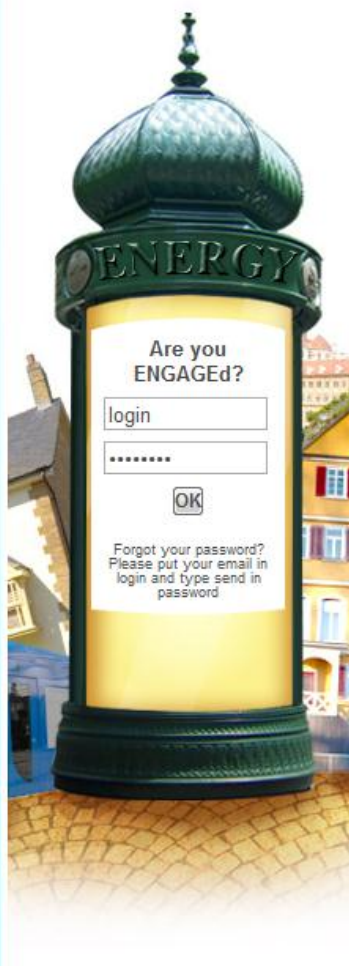 ENERGY
Are you
ENGAGEd?
login
••••••••
OK
Forgot your password?
Please put your email in
login and type send in
password